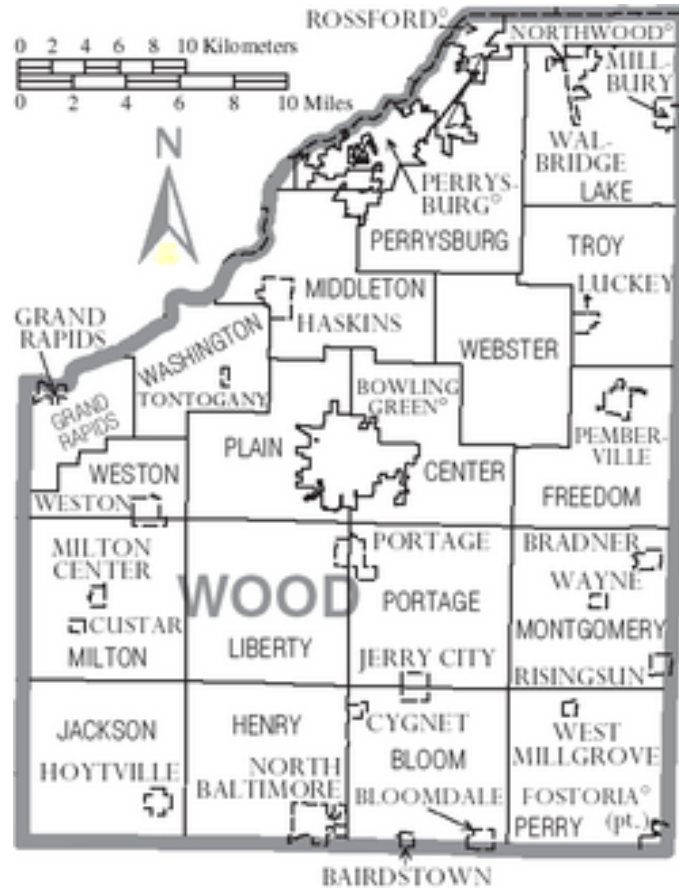 ROSSFORD°
0 2 4 6 8 10 Kilometers
0 2 4 6 8 10 Miles
N
NORTHWOOD°
MILL-
BURY
WAL-
BRIDGE
LAKE
PERRYS-
BURG°
PERRYSBURG
TROY
LUCKEY
MIDDLETON
HASKINS
GRAND
RAPIDS
WASHINGTON
TONTOGANY
WEBSTER
GRAND
RAPIDS
BOWLING
GREEN°
PLAIN
CENTER
PEMBER-
VILLE
FREEDOM
WESTON
WESTON
MILTON
CENTER
CUSTAR
MILTON
WOOD
LIBERTY
PORTAGE
PORTAGE
JERRY CITY
BRADNER
WAYNE
MONTGOMERY
RISINGSUN
JACKSON
HOYTVILLE
HENRY
NORTH
BALTIMORE
CYGNET
BLOOM
BLOOMDALE
WEST
MILLGROVE
FOSTORIA°
PERRY (pt.)
BAIRDSTOWN